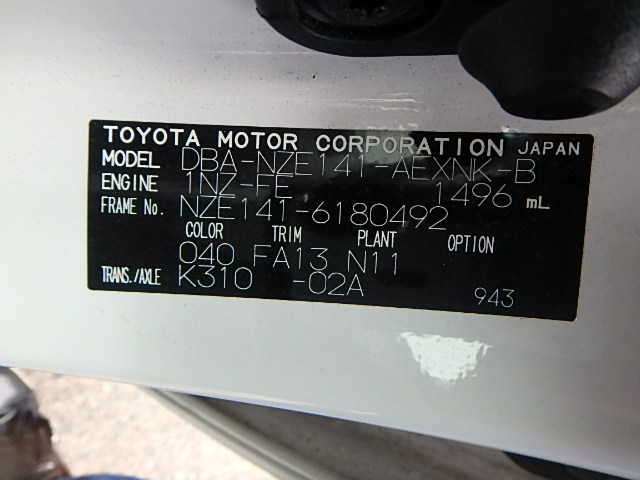 TOYOTA MOTOR CORPORATION JAPAN
MODEL DBA-NZE141-AEXNK-B
ENGINE 1NZ-FE 1496 mL
FRAME No. NZE141-6180492
COLOR TRIM PLANT OPTION
040 FA13 N11
TRANS./AXLE K310 -02A 943